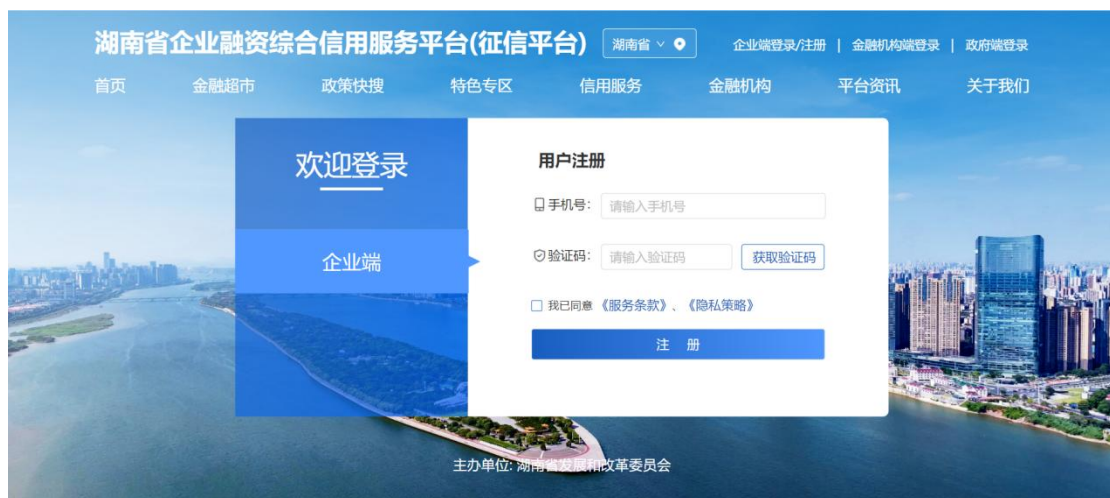 湖南省企业融资综合信用服务平台(征信平台) 湖南省 企业端登录/注册 | 金融机构端登录 | 政府端登录
首页 金融超市 政策快搜 特色专区 信用服务 金融机构 平台资讯 关于我们
欢迎登录
企业端
用户注册
手机号: 请输入手机号
验证码: 请输入验证码 获取验证码
我已同意 《服务条款》、《隐私策略》
注 册
主办单位: 湖南省发展和改革委员会